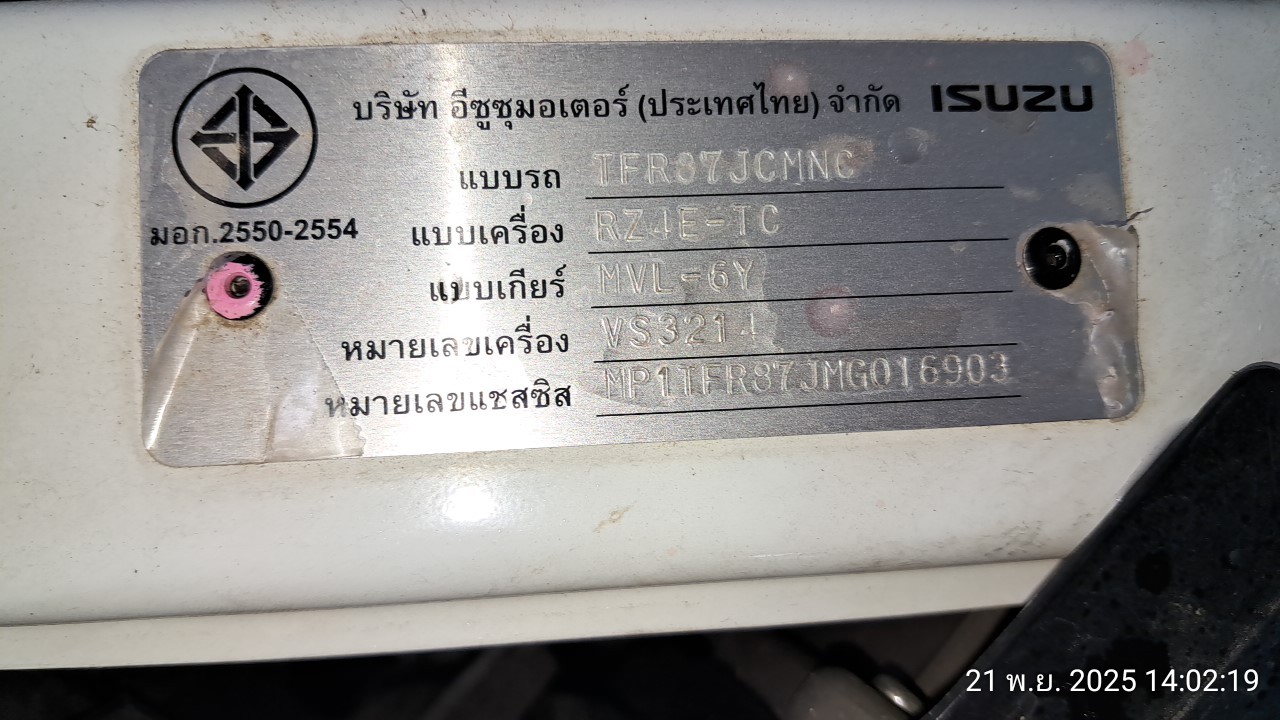 บริษัท อีซูซุมอเตอร์ (ประเทศไทย) จำกัด ISUZU
แบบรถ TFR87JCMNC
มอก.2550-2554
แบบเครื่อง RZ4E-TC
แบบเกียร์ MVL-6Y
หมายเลขเครื่อง VS3214
หมายเลขแชสซิส MP1TFR87JMG016903
21 พ.ย. 2025 14:02:19